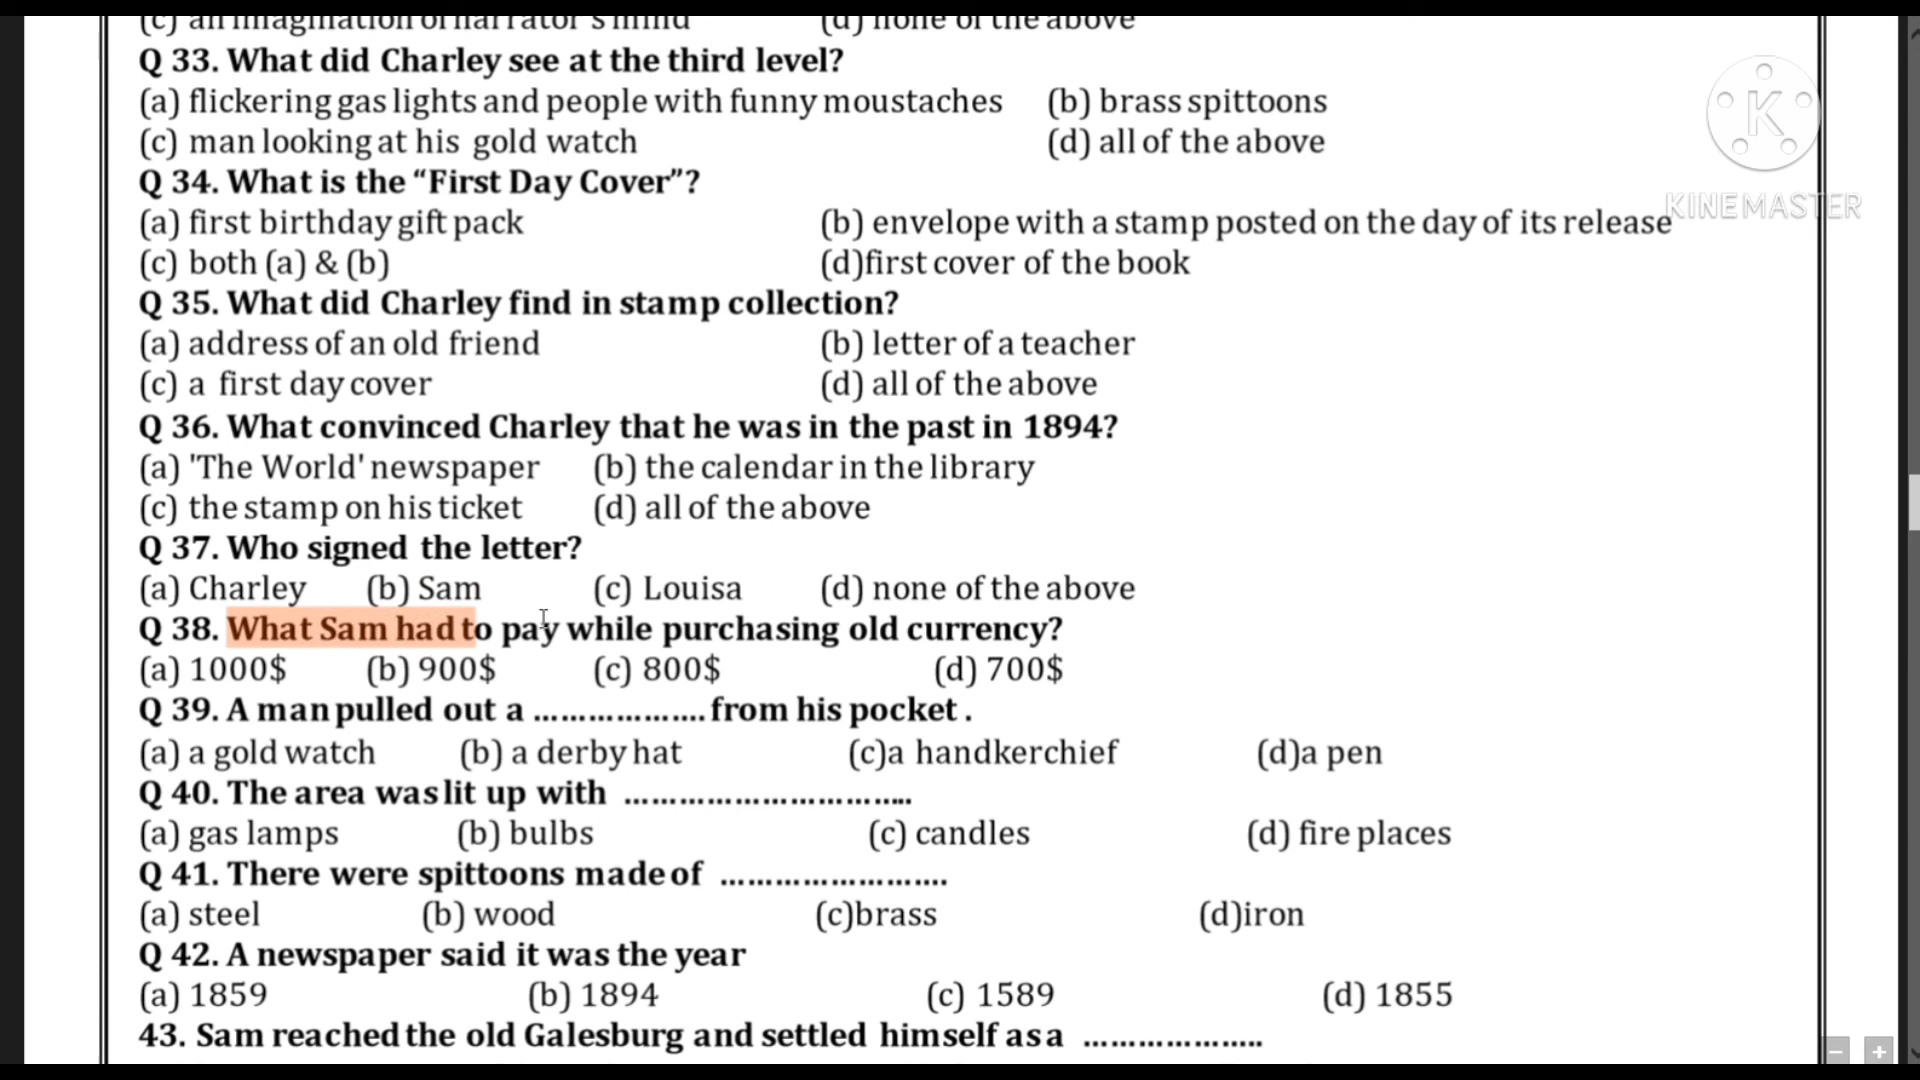 (c) an imagination of narrator's mind (d) none of the above
Q 33. What did Charley see at the third level?
(a) flickering gas lights and people with funny moustaches (b) brass spittoons
(c) man looking at his gold watch (d) all of the above
Q 34. What is the “First Day Cover”?
(a) first birthday gift pack (b) envelope with a stamp posted on the day of its release
(c) both (a) & (b) (d)first cover of the book
Q 35. What did Charley find in stamp collection?
(a) address of an old friend (b) letter of a teacher
(c) a first day cover (d) all of the above
Q 36. What convinced Charley that he was in the past in 1894?
(a) 'The World' newspaper (b) the calendar in the library
(c) the stamp on his ticket (d) all of the above
Q 37. Who signed the letter?
(a) Charley (b) Sam (c) Louisa (d) none of the above
Q 38. What Sam had to pay while purchasing old currency?
(a) 1000$ (b) 900$ (c) 800$ (d) 700$
Q 39. A man pulled out a ................... from his pocket .
(a) a gold watch (b) a derby hat (c)a handkerchief (d)a pen
Q 40. The area was lit up with ................................
(a) gas lamps (b) bulbs (c) candles (d) fire places
Q 41. There were spittoons made of .........................
(a) steel (b) wood (c)brass (d)iron
Q 42. A newspaper said it was the year
(a) 1859 (b) 1894 (c) 1589 (d) 1855
43. Sam reached the old Galesburg and settled himself as a ....................
K
KINEMASTER